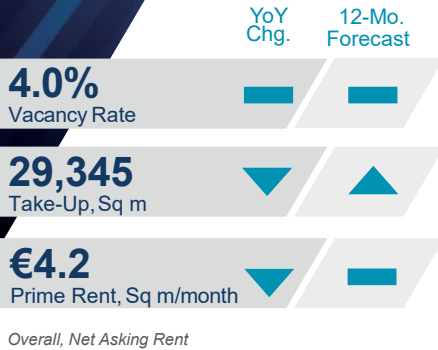 YoY
Chg.
12-Mo.
Forecast
4.0%
Vacancy Rate
29,345
Take-Up, Sq m
€4.2
Prime Rent, Sq m/month
Overall, Net Asking Rent